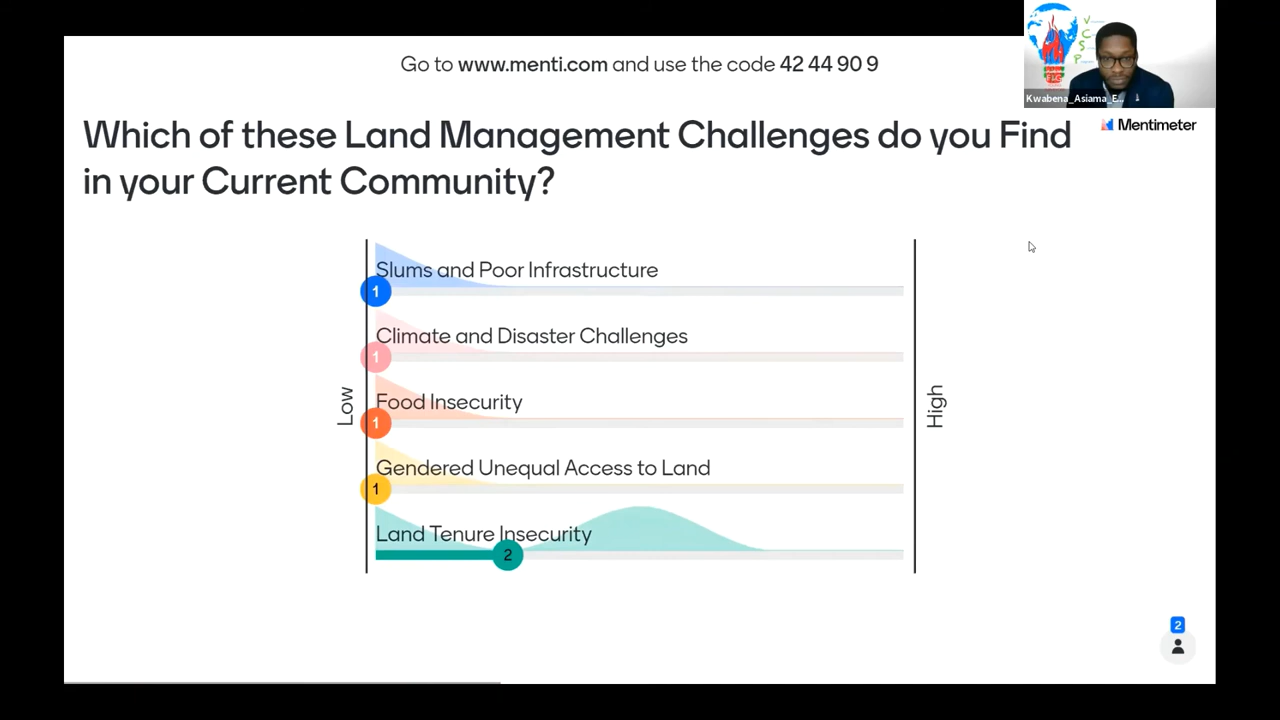 Go to www.menti.com and use the code 42 44 90 9
Kwabena_Asiama_E...
Mentimeter
Which of these Land Management Challenges do you Find
in your Current Community?
Slums and Poor Infrastructure
1
Climate and Disaster Challenges
1
Food Insecurity
1
Gendered Unequal Access to Land
1
Land Tenure Insecurity
2
Low
High
2
V
C
S
P
FIG